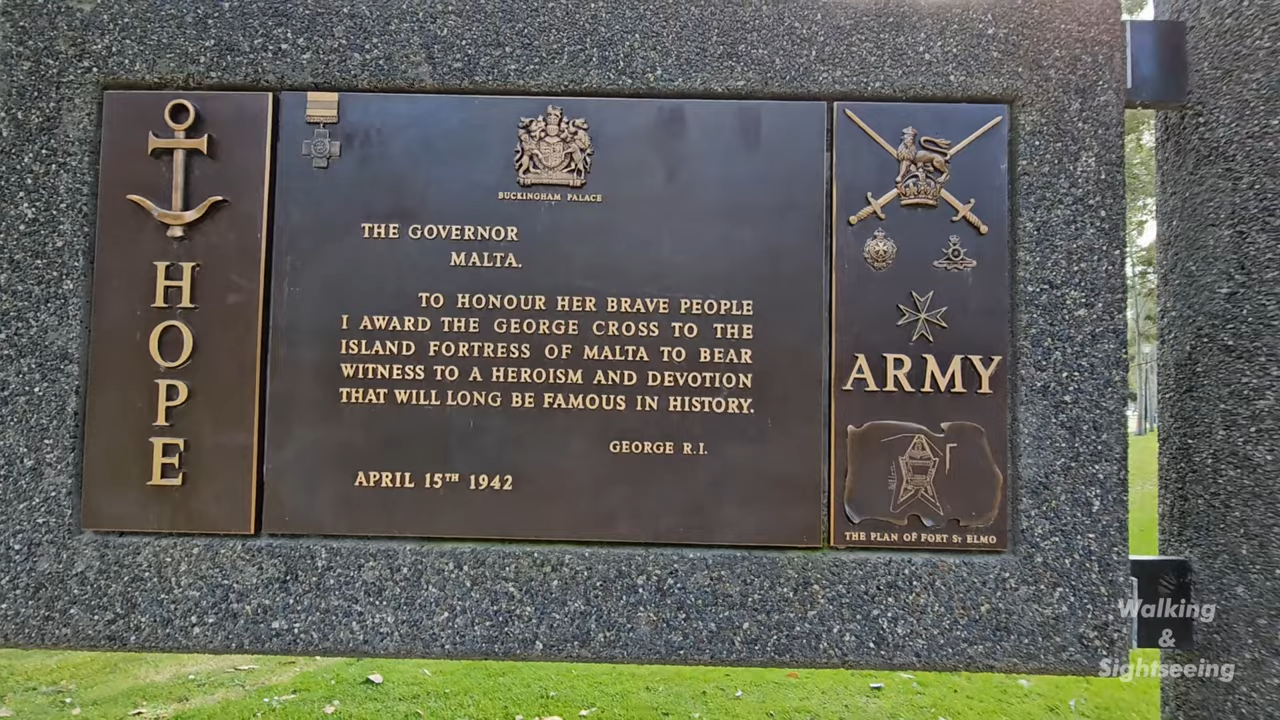 HOPE
BUCKINGHAM PALACE
THE GOVERNOR
MALTA.
TO HONOUR HER BRAVE PEOPLE
I AWARD THE GEORGE CROSS TO THE
ISLAND FORTRESS OF MALTA TO BEAR
WITNESS TO A HEROISM AND DEVOTION
THAT WILL LONG BE FAMOUS IN HISTORY.
GEORGE R.I.
APRIL 15TH 1942
ARMY
THE PLAN OF FORT ST ELMO
Walking
&
Sightseeing